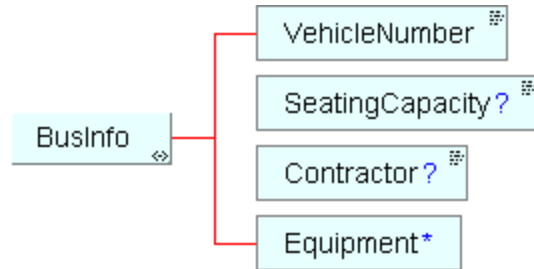 VehicleNumber
SeatingCapacity?
BusInfo
Contractor?
Equipment*